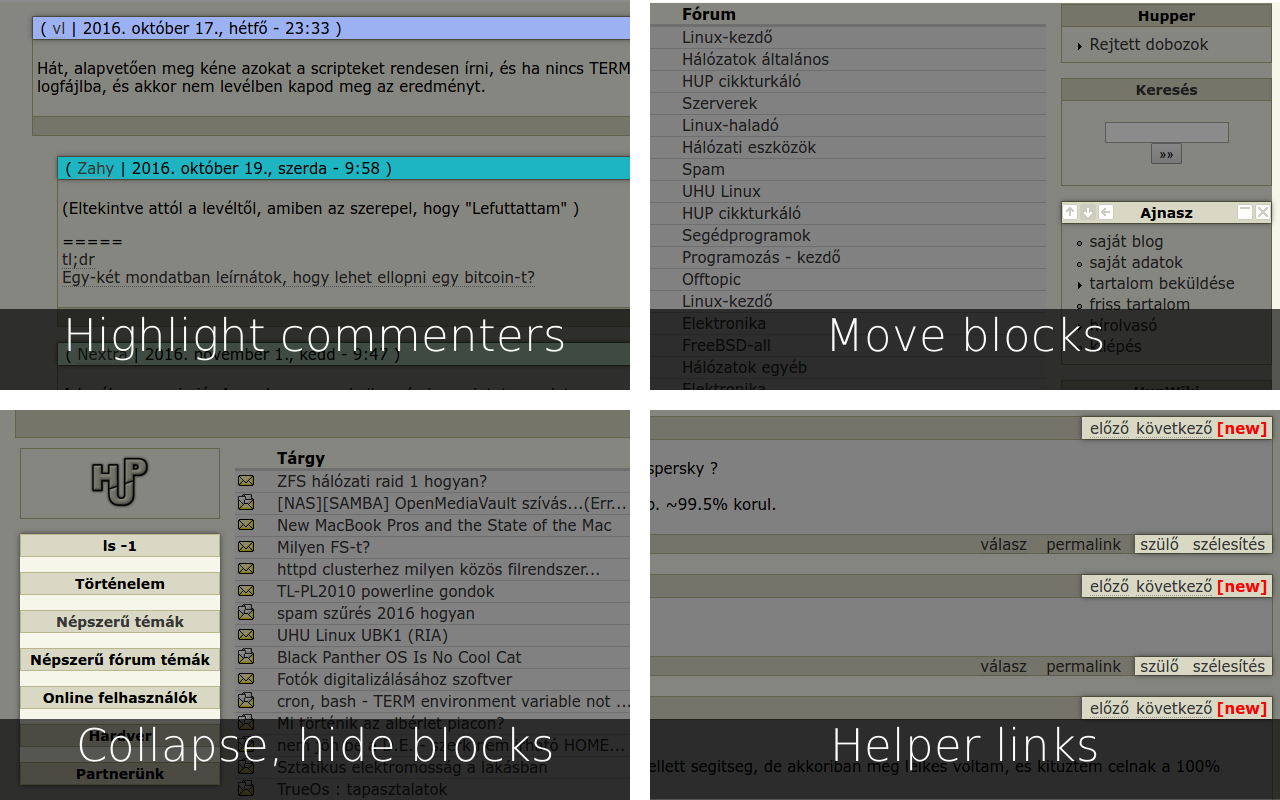 ( vl | 2016. október 17., hétfő - 23:33 )
Hát, alapvetően meg kéne azokat a scripteket rendesen írni, és ha nincs TERM
logfájlba, és akkor nem levélben kapod meg az eredményt.
( Zahy | 2016. október 19., szerda - 9:58 )
(Eltekintve attól a levéltől, amiben az szerepel, hogy "Lefuttattam" )
=====
tl;dr
Egy-két mondatban leírnátok, hogy lehet ellopni egy bitcoin-t?
Highlight commenters
( Nextra | 2016. november 1., kedd - 9:47 )
Fórum
Linux-kezdő
Hálózatok általános
HUP cikkturkáló
Szerverek
Linux-haladó
Hálózati eszközök
Spam
UHU Linux
HUP cikkturkáló
Segédprogramok
Programozás - kezdő
Offtopic
Linux-kezdő
Elektronika
FreeBSD-all
Hálózatok egyéb
Elektronika
Hupper
Rejtett dobozok
Keresés
»»
Ajnasz
saját blog
saját adatok
tartalom beküldése
friss tartalom
hírolvasó
kilépés
HupWiki
Move blocks
HUP
ls -1
Történelem
Népszerű témák
Népszerű fórum témák
Online felhasználók
Hardver
Partnerünk
Tárgy
ZFS hálózati raid 1 hogyan?
[NAS][SAMBA] OpenMediaVault szívás...(Err...
New MacBook Pros and the State of the Mac
Milyen FS-t?
httpd clusterhez milyen közös filrendszer...
TL-PL2010 powerline gondok
spam szűrés 2016 hogyan
UHU Linux UBK1 (RIA)
Black Panther OS Is No Cool Cat
Fotók digitalizálásához szoftver
cron, bash - TERM environment variable not ...
Mi történik az albérlet piacon?
HOME...
Sztatikus elektromosság a lakásban
TrueOs : tapasztalatok
Collapse, hide blocks
előző következő [new]
spersky ?
. ~99.5% korul.
válasz permalink szülő szélesítés
előző következő [new]
válasz permalink szülő szélesítés
előző következő [new]
Helper links
ellett segitseg, de akkoriban meg lelkes voltam, es kituztem celnak a 100%